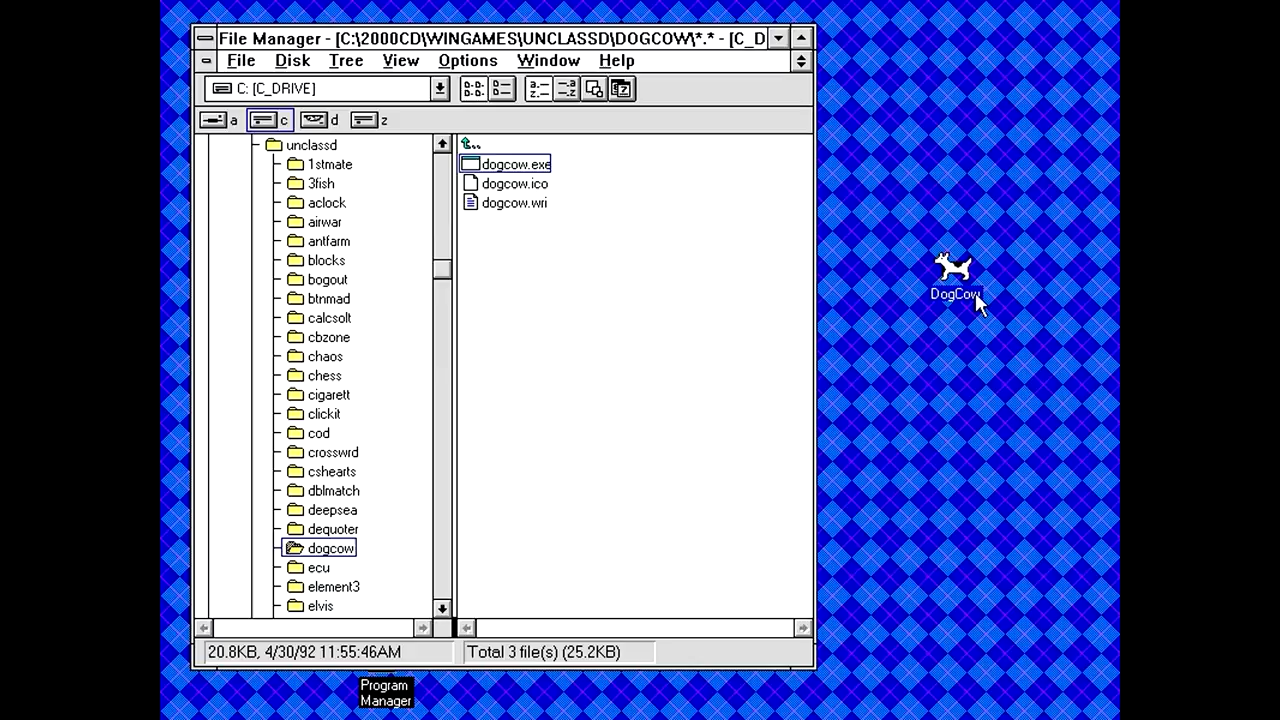 File Manager - [C:\2000CD\WINGAMES\UNCLASSD\DOGCOW\*.* - [C_D
File Disk Tree View Options Window Help
C: [C_DRIVE]
a c d z
unclassd
1stmate
3fish
aclock
airwar
antfarm
blocks
bogout
btnmad
calcsolt
cbzone
chaos
chess
cigarett
clickit
cod
crosswrd
cshearts
dblmatch
deepsea
dequoter
dogcow
ecu
element3
elvis
..
dogcow.exe
dogcow.ico
dogcow.wri
20.8KB, 4/30/92 11:55:46AM
Total 3 file(s) (25.2KB)
DogCow
Program
Manager